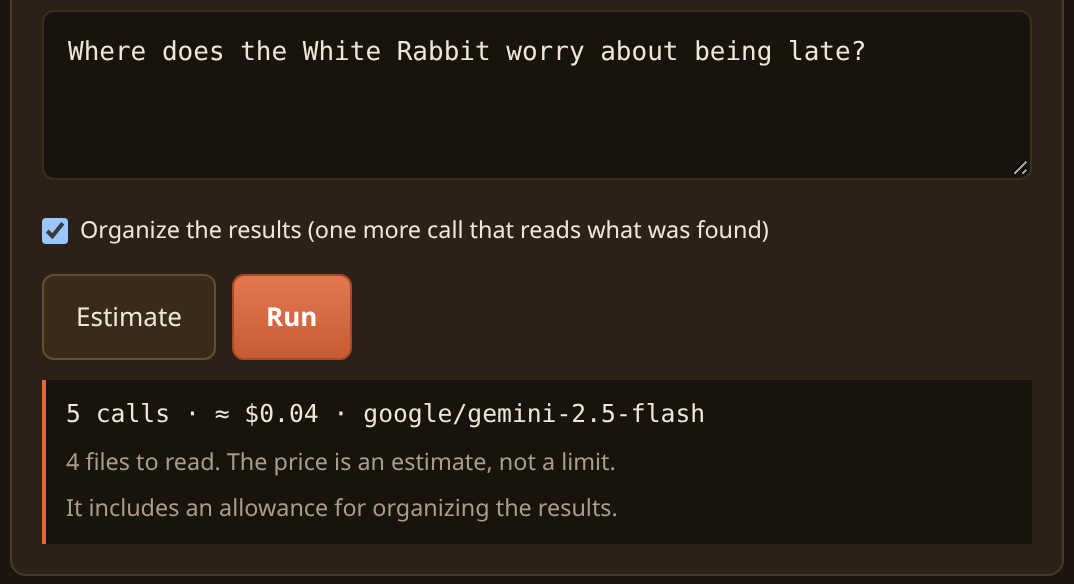 Where does the White Rabbit worry about being late?
Organize the results (one more call that reads what was found)
Estimate
Run
5 calls · ≈ $0.04 · google/gemini-2.5-flash
4 files to read. The price is an estimate, not a limit.
It includes an allowance for organizing the results.